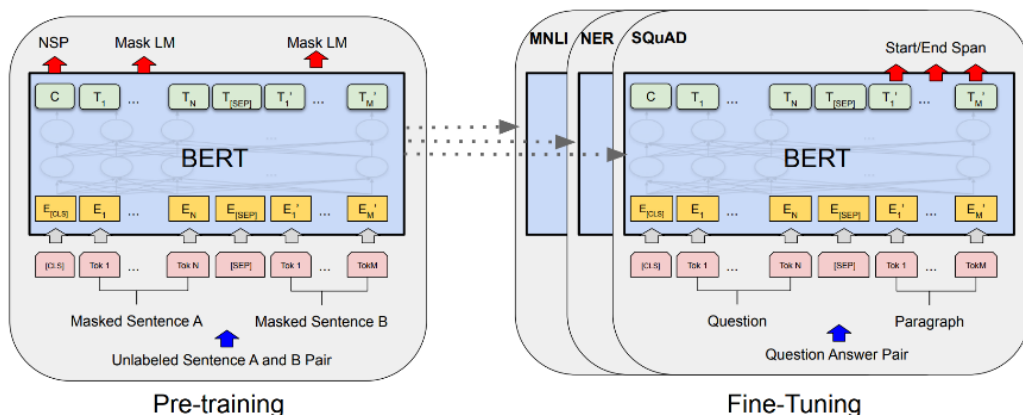 NSP Mask LM Mask LM
C T1 ... TN T[SEP] T1' ... TM'
BERT
E[CLS] E1 ... EN E[SEP] E1' ... EM'
[CLS] Tok 1 ... Tok N [SEP] Tok 1 ... TokM
Masked Sentence A Masked Sentence B
Unlabeled Sentence A and B Pair
Pre-training
MNLI NER SQuAD
Start/End Span
C T1 ... TN T[SEP] T1' ... TM'
BERT
E[CLS] E1 ... EN E[SEP] E1' ... EM'
[CLS] Tok 1 ... Tok N [SEP] Tok 1 ... TokM
Question Paragraph
Question Answer Pair
Fine-Tuning